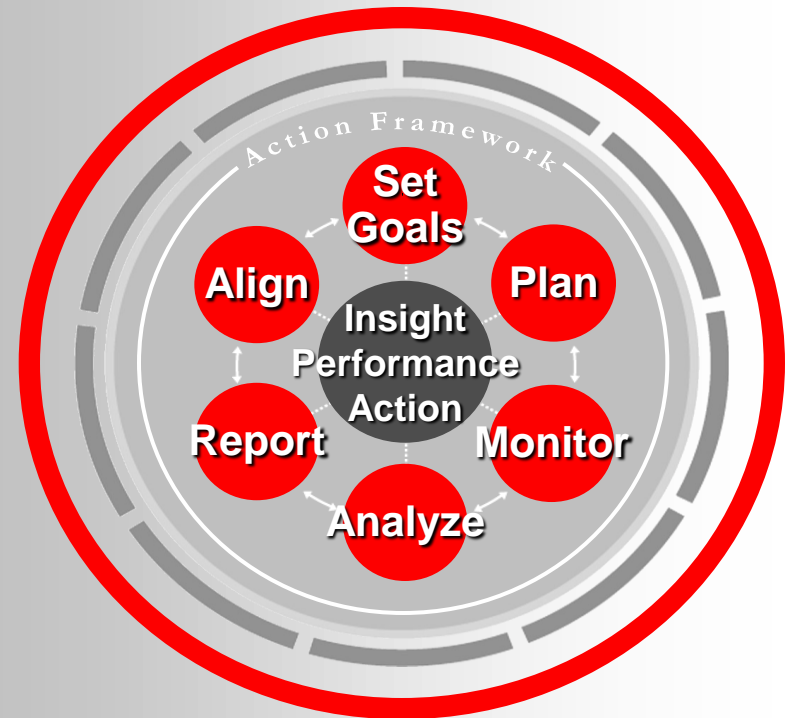 Action Framework
Set
Goals
Align
Plan
Insight
Performance
Action
Report
Monitor
Analyze